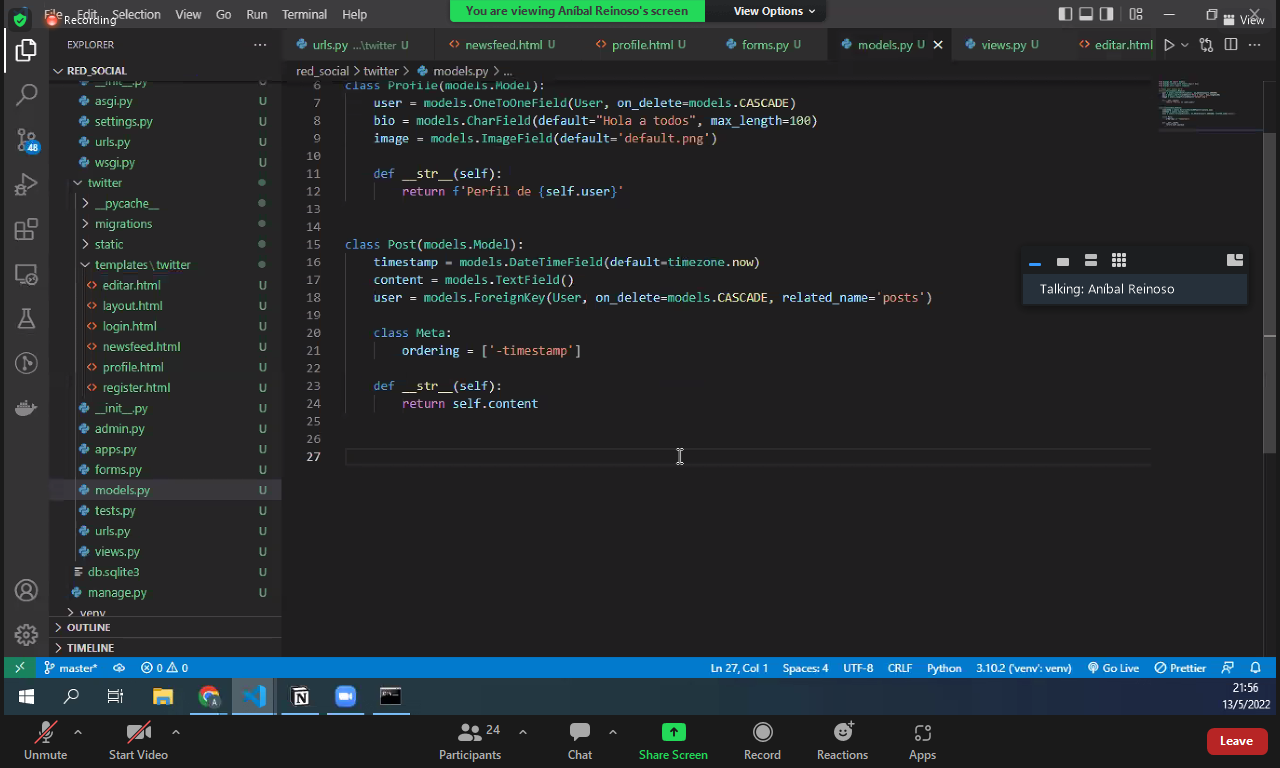 Recording
File Edit Selection View Go Run Terminal Help
You are viewing Aníbal Reinoso's screen
View Options
View
EXPLORER
urls.py ...\twitter U
newsfeed.html U
profile.html U
forms.py U
models.py U
views.py U
editar.html
RED_SOCIAL
red_social > twitter > models.py > ...
__init__.py U
asgi.py U
settings.py U
urls.py U
wsgi.py U
twitter
__pycache__
migrations
static
templates\twitter
editar.html U
layout.html U
login.html U
newsfeed.html U
profile.html U
register.html U
__init__.py U
admin.py U
apps.py U
forms.py U
models.py U
tests.py U
urls.py U
views.py U
db.sqlite3 U
manage.py U
venv
OUTLINE
TIMELINE
48
6 class Profile(models.Model):
7 user = models.OneToOneField(User, on_delete=models.CASCADE)
8 bio = models.CharField(default="Hola a todos", max_length=100)
9 image = models.ImageField(default='default.png')
10
11 def __str__(self):
12 return f'Perfil de {self.user}'
13
14
15 class Post(models.Model):
16 timestamp = models.DateTimeField(default=timezone.now)
17 content = models.TextField()
18 user = models.ForeignKey(User, on_delete=models.CASCADE, related_name='posts')
19
20 class Meta:
21 ordering = ['-timestamp']
22
23 def __str__(self):
24 return self.content
25
26
27
Talking: Aníbal Reinoso
master* 0 0 Ln 27, Col 1 Spaces: 4 UTF-8 CRLF Python 3.10.2 ('venv': venv) Go Live Prettier
21:56
13/5/2022
Unmute
Start Video
Participants 24
Chat
Share Screen
Record
Reactions
Apps
Leave